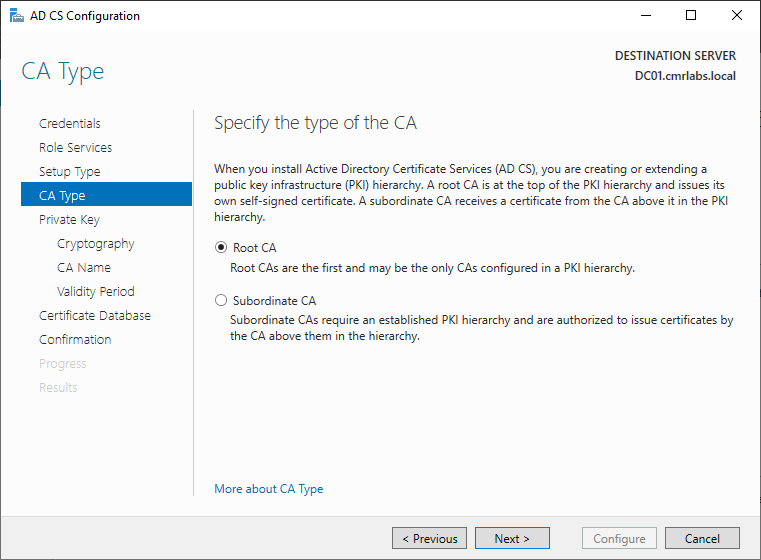 AD CS Configuration
CA Type
DESTINATION SERVER
DC01.cmrlabs.local
Credentials
Role Services
Setup Type
CA Type
Private Key
Cryptography
CA Name
Validity Period
Certificate Database
Confirmation
Progress
Results
Specify the type of the CA
When you install Active Directory Certificate Services (AD CS), you are creating or extending a
public key infrastructure (PKI) hierarchy. A root CA is at the top of the PKI hierarchy and issues its
own self-signed certificate. A subordinate CA receives a certificate from the CA above it in the PKI
hierarchy.
Root CA
Root CAs are the first and may be the only CAs configured in a PKI hierarchy.
Subordinate CA
Subordinate CAs require an established PKI hierarchy and are authorized to issue certificates by
the CA above them in the hierarchy.
More about CA Type
< Previous
Next >
Configure
Cancel